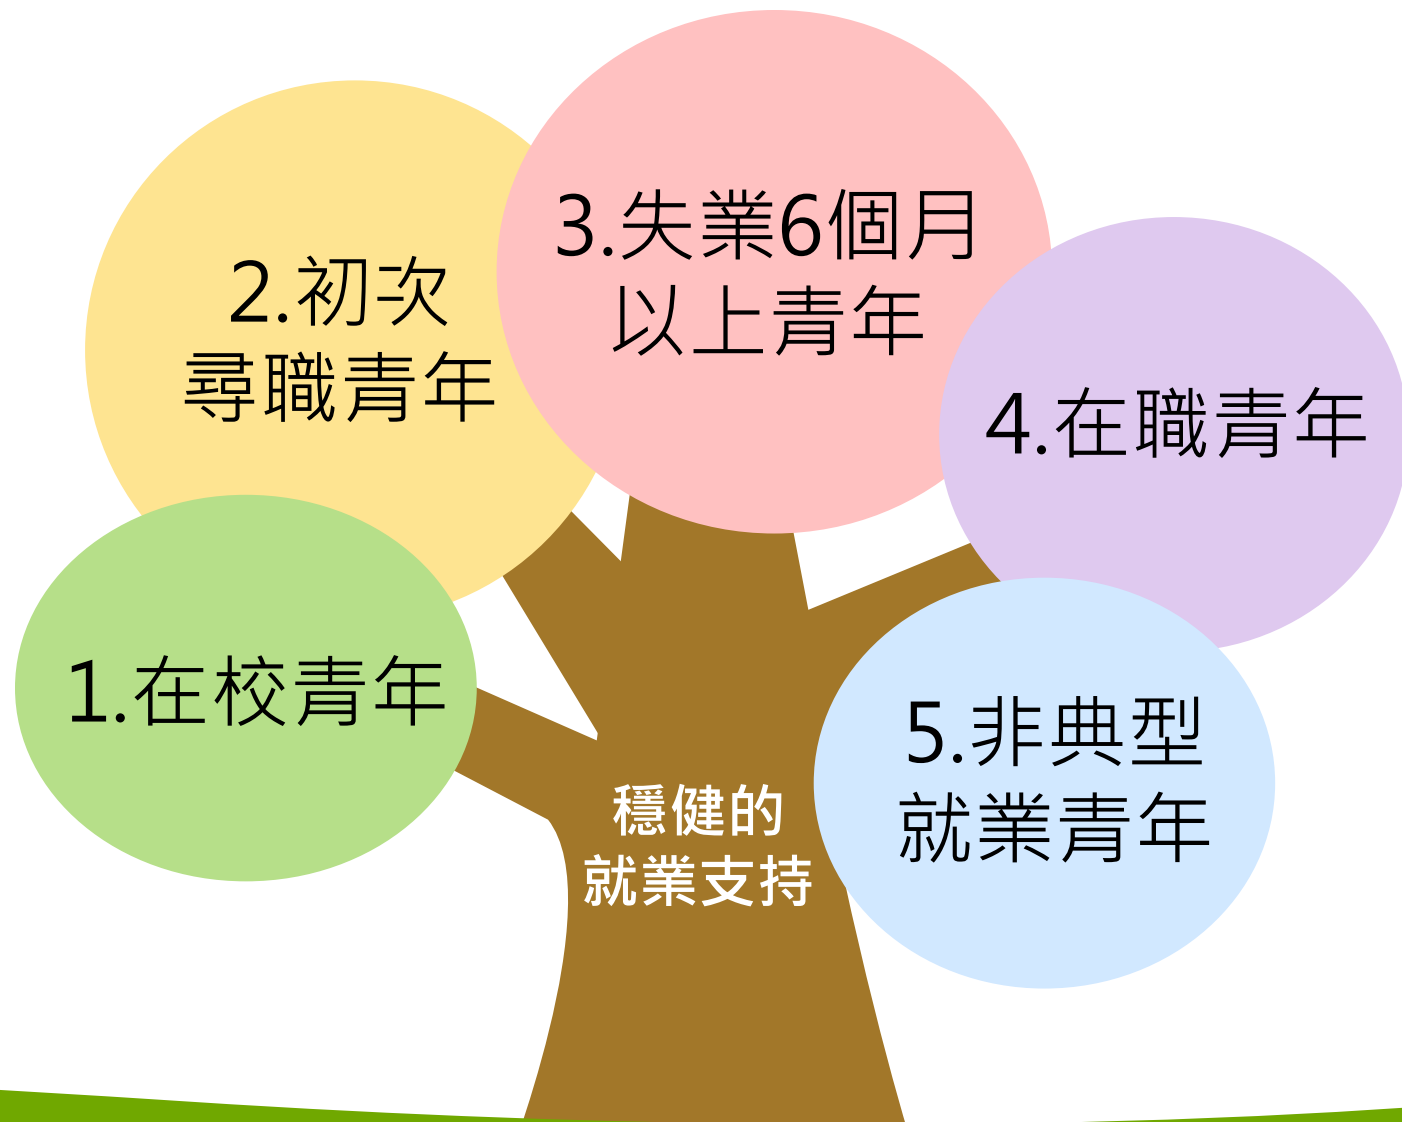 1.在校青年
2.初次
尋職青年
3.失業6個月
以上青年
4.在職青年
5.非典型
就業青年
穩健的
就業支持